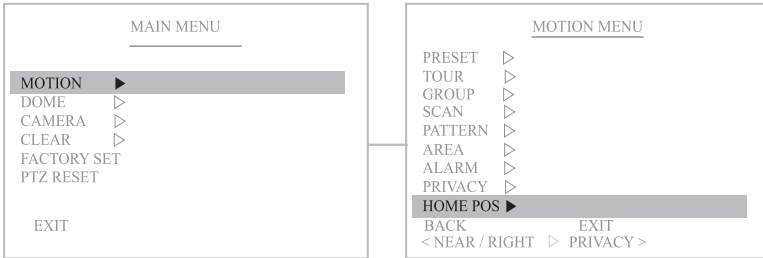 MAIN MENU
MOTION ▶
DOME ▷
CAMERA ▷
CLEAR ▷
FACTORY SET
PTZ RESET
EXIT
MOTION MENU
PRESET ▷
TOUR ▷
GROUP ▷
SCAN ▷
PATTERN ▷
AREA ▷
ALARM ▷
PRIVACY ▷
HOME POS ▶
BACK EXIT
< NEAR / RIGHT ▷ PRIVACY >